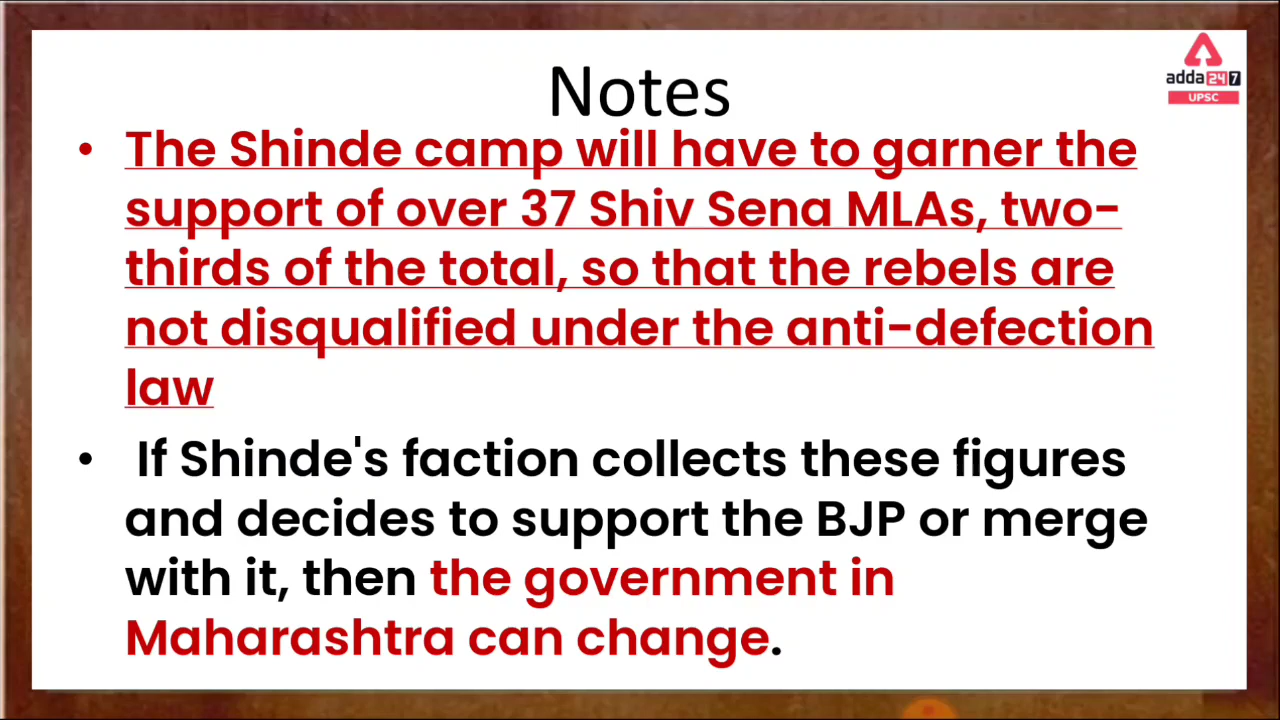 Notes
adda247
UPSC
• The Shinde camp will have to garner the
support of over 37 Shiv Sena MLAs, two-
thirds of the total, so that the rebels are
not disqualified under the anti-defection
law
• If Shinde's faction collects these figures
and decides to support the BJP or merge
with it, then the government in
Maharashtra can change.